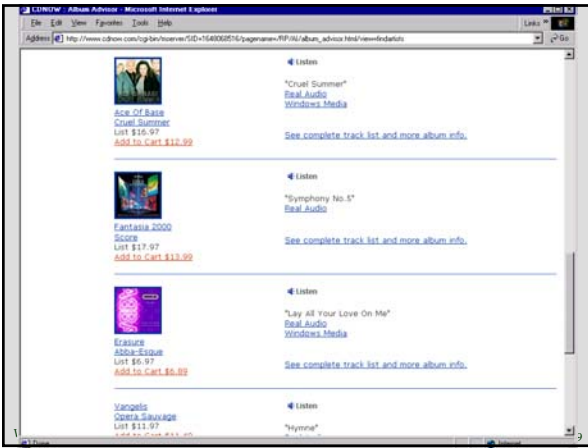 CDNOW : Album Advisor - Microsoft Internet Explorer
File Edit View Favorites Tools Help
Links
Address http://www.cdnow.com/cgi-bin/mserver/SID=1648068516/pagename=/RP/AI/album_advisor.html/view=findartists
Go
Listen
"Cruel Summer"
Real Audio
Windows Media
Ace Of Base
Cruel Summer
List $16.97
Add to Cart $12.99
See complete track list and more album info.
Listen
"Symphony No.5"
Real Audio
Fantasia 2000
Score
List $17.97
Add to Cart $13.99
See complete track list and more album info.
Listen
"Lay All Your Love On Me"
Real Audio
Windows Media
Erasure
Abba-Esque
List $6.97
Add to Cart $6.89
See complete track list and more album info.
Vangelis
Opera Sauvage
List $11.97
Add to Cart $11.49
Listen
"Hymne"
Done
Internet
3